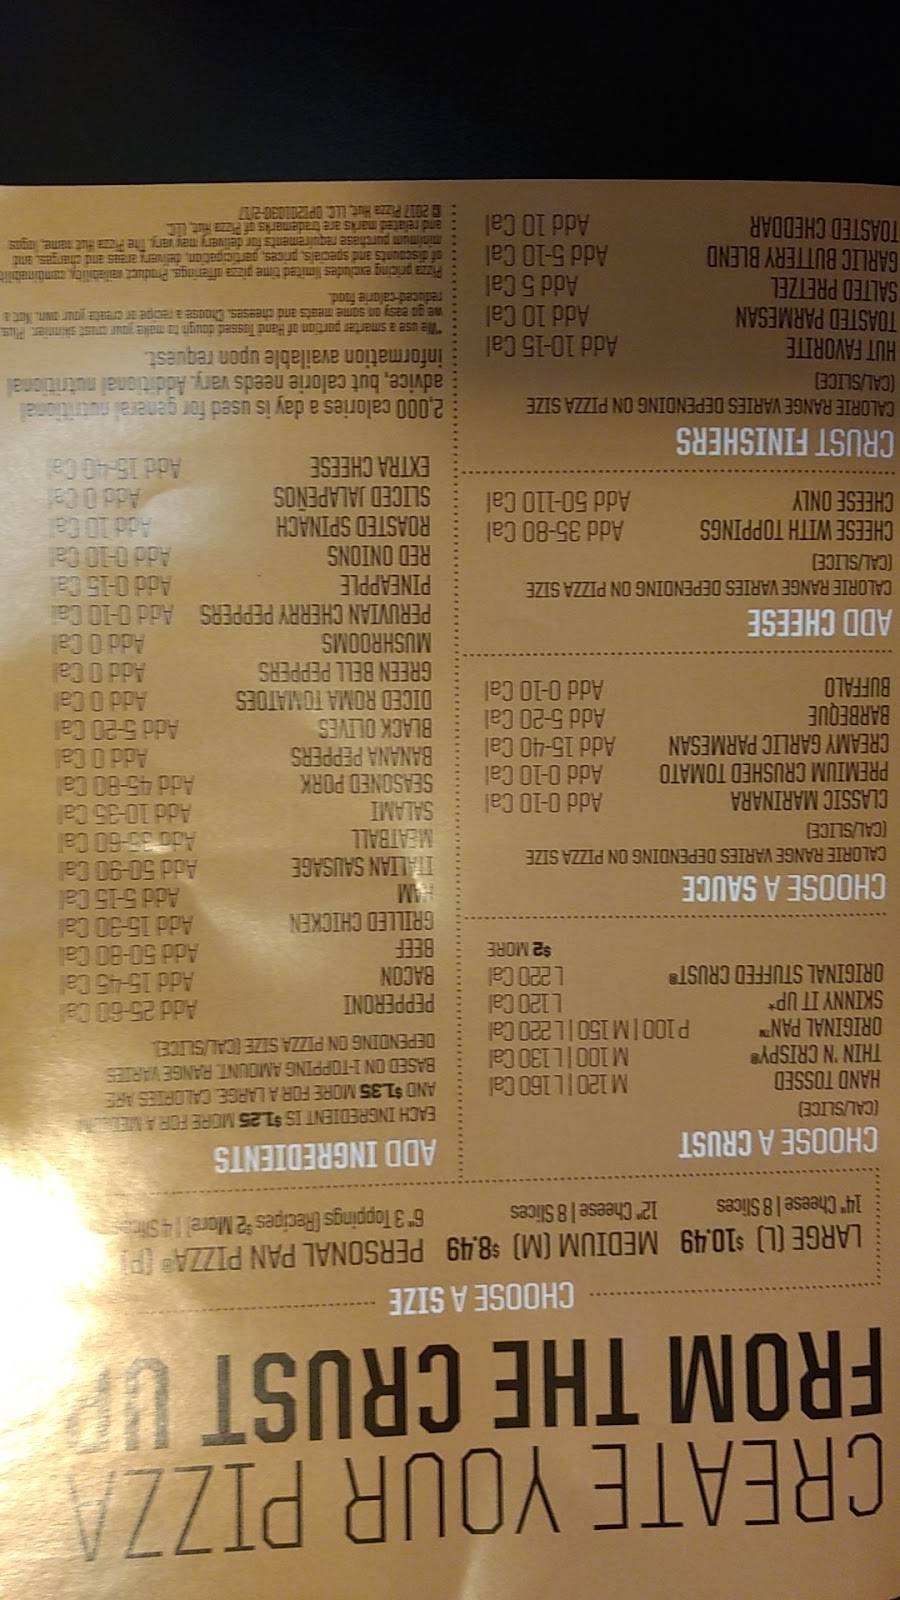 CREATE YOUR PIZZA
FROM THE CRUST UP
CHOOSE A SIZE
LARGE (L) $10.49 MEDIUM (M) $8.49 PERSONAL PAN PIZZA® (P)
14" Cheese | 8 Slices 12" Cheese | 8 Slices 6" 3 Toppings (Recipes $2 More) | 4 Slices
CHOOSE A CRUST
(CAL/SLICE)
HAND TOSSED M 120 | L 160 Cal
THIN 'N CRISPY® M 100 | L 130 Cal
ORIGINAL PAN™ P 100 | M 150 | L 220 Cal
SKINNY IT UP* L 120 Cal
ORIGINAL STUFFED CRUST® L 220 Cal
$2 MORE
CHOOSE A SAUCE
CALORIE RANGE VARIES DEPENDING ON PIZZA SIZE
(CAL/SLICE)
CLASSIC MARINARA Add 0-10 Cal
PREMIUM CRUSHED TOMATO Add 0-10 Cal
CREAMY GARLIC PARMESAN Add 15-40 Cal
BARBEQUE Add 5-20 Cal
BUFFALO Add 0-10 Cal
ADD CHEESE
CALORIE RANGE VARIES DEPENDING ON PIZZA SIZE
(CAL/SLICE)
CHEESE WITH TOPPINGS Add 35-80 Cal
CHEESE ONLY Add 50-110 Cal
CRUST FINISHERS
CALORIE RANGE VARIES DEPENDING ON PIZZA SIZE
(CAL/SLICE)
HUT FAVORITE Add 10-15 Cal
TOASTED PARMESAN Add 10 Cal
SALTED PRETZEL Add 5 Cal
GARLIC BUTTERY BLEND Add 5-10 Cal
TOASTED CHEDDAR Add 10 Cal
ADD INGREDIENTS
EACH INGREDIENT IS $1.25 MORE FOR A MEDIUM
AND $1.35 MORE FOR A LARGE. CALORIES ARE
BASED ON 1-TOPPING AMOUNT. RANGE VARIES
DEPENDING ON PIZZA SIZE (CAL/SLICE).
PEPPERONI Add 25-60 Cal
BACON Add 15-45 Cal
BEEF Add 50-80 Cal
GRILLED CHICKEN Add 15-30 Cal
HAM Add 5-15 Cal
ITALIAN SAUSAGE Add 50-90 Cal
MEATBALL Add 35-60 Cal
SALAMI Add 10-35 Cal
SEASONED PORK Add 45-80 Cal
BANANA PEPPERS Add 0 Cal
BLACK OLIVES Add 5-20 Cal
DICED ROMA TOMATOES Add 0 Cal
GREEN BELL PEPPERS Add 0 Cal
MUSHROOMS Add 0 Cal
PERUVIAN CHERRY PEPPERS Add 0-10 Cal
PINEAPPLE Add 0-15 Cal
RED ONIONS Add 0-10 Cal
ROASTED SPINACH Add 10 Cal
SLICED JALAPEÑOS Add 0 Cal
EXTRA CHEESE Add 15-40 Cal
2,000 calories a day is used for general nutritional
advice, but calorie needs vary. Additional nutritional
information available upon request.
*We use a smarter portion of Hand Tossed dough to make your crust skinnier. Plus,
we go easy on some meats and cheeses. Choose a recipe or create your own. Not a
reduced-calorie food.
Pizza pricing excludes limited time pizza offerings. Product availability, combinability
of discounts and specials, prices, participation, delivery areas and charges, and
minimum purchase requirements for delivery may vary. The Pizza Hut name, logos
and related marks are trademarks of Pizza Hut, LLC.
© 2017 Pizza Hut, LLC. OP1201030-2/17